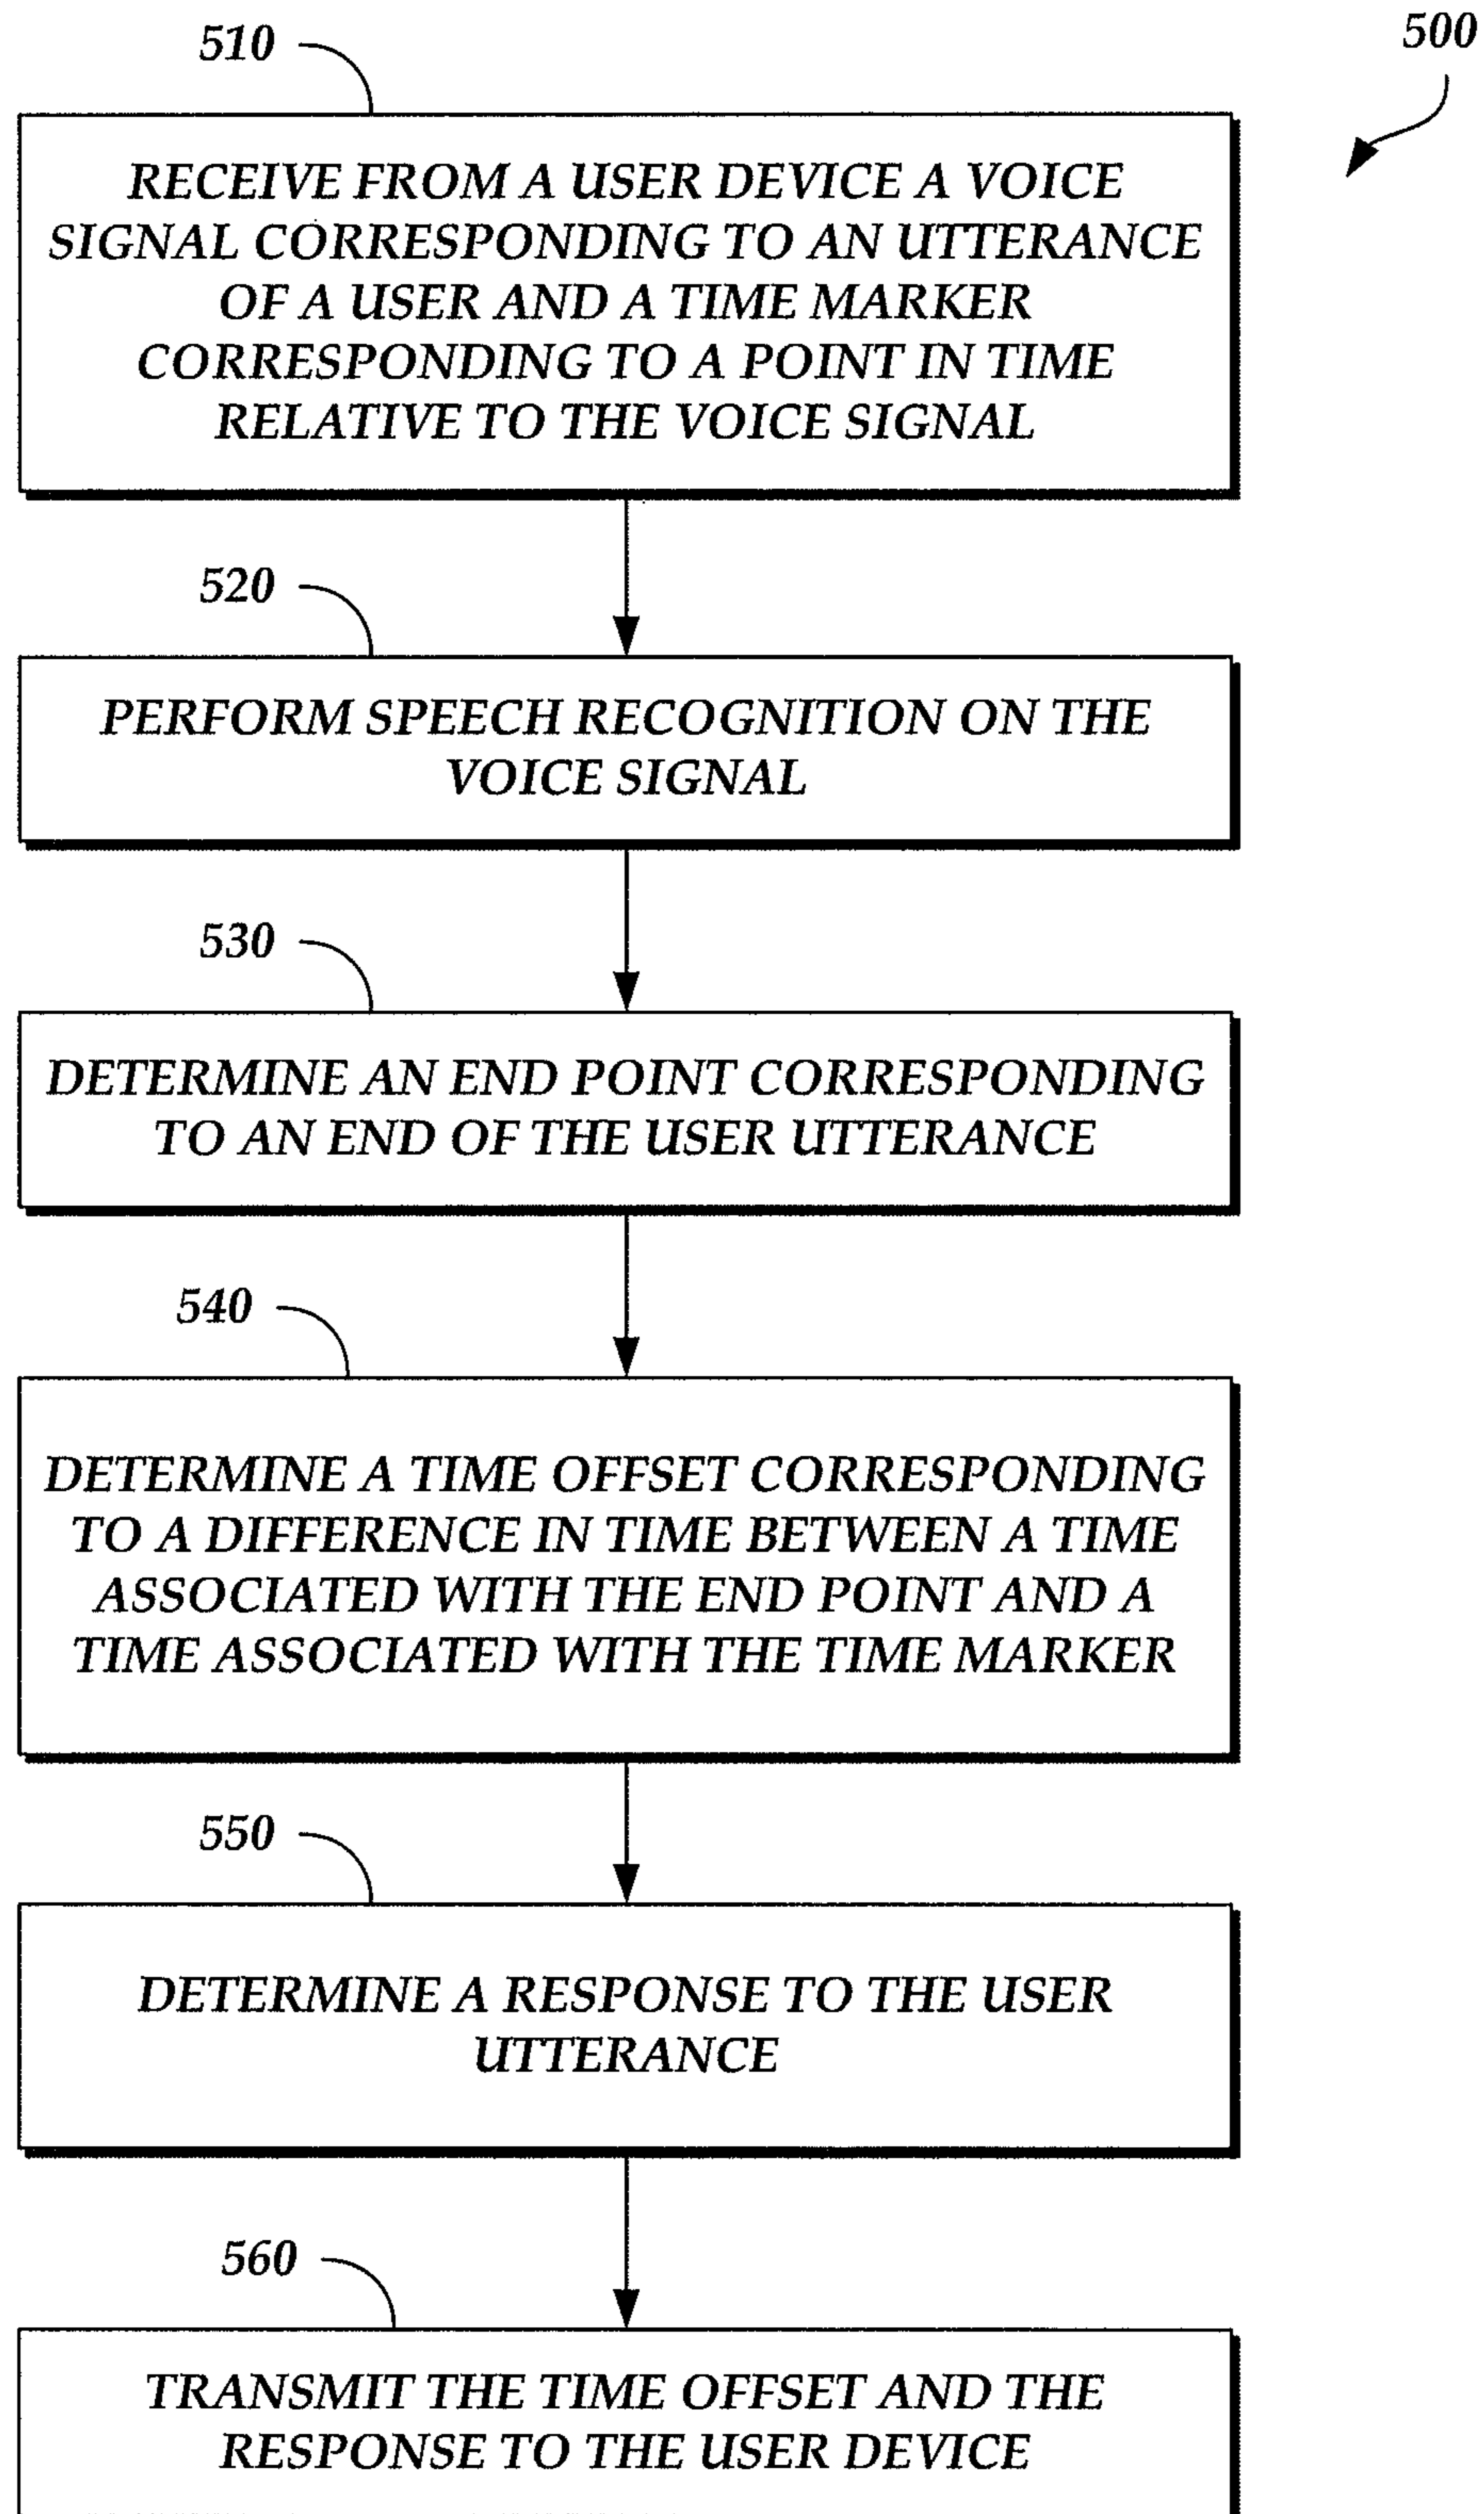 510
500
RECEIVE FROM A USER DEVICE A VOICE
SIGNAL CORRESPONDING TO AN UTTERANCE
OF A USER AND A TIME MARKER
CORRESPONDING TO A POINT IN TIME
RELATIVE TO THE VOICE SIGNAL
520
PERFORM SPEECH RECOGNITION ON THE
VOICE SIGNAL
530
DETERMINE AN END POINT CORRESPONDING
TO AN END OF THE USER UTTERANCE
540
DETERMINE A TIME OFFSET CORRESPONDING
TO A DIFFERENCE IN TIME BETWEEN A TIME
ASSOCIATED WITH THE END POINT AND A
TIME ASSOCIATED WITH THE TIME MARKER
550
DETERMINE A RESPONSE TO THE USER
UTTERANCE
560
TRANSMIT THE TIME OFFSET AND THE
RESPONSE TO THE USER DEVICE